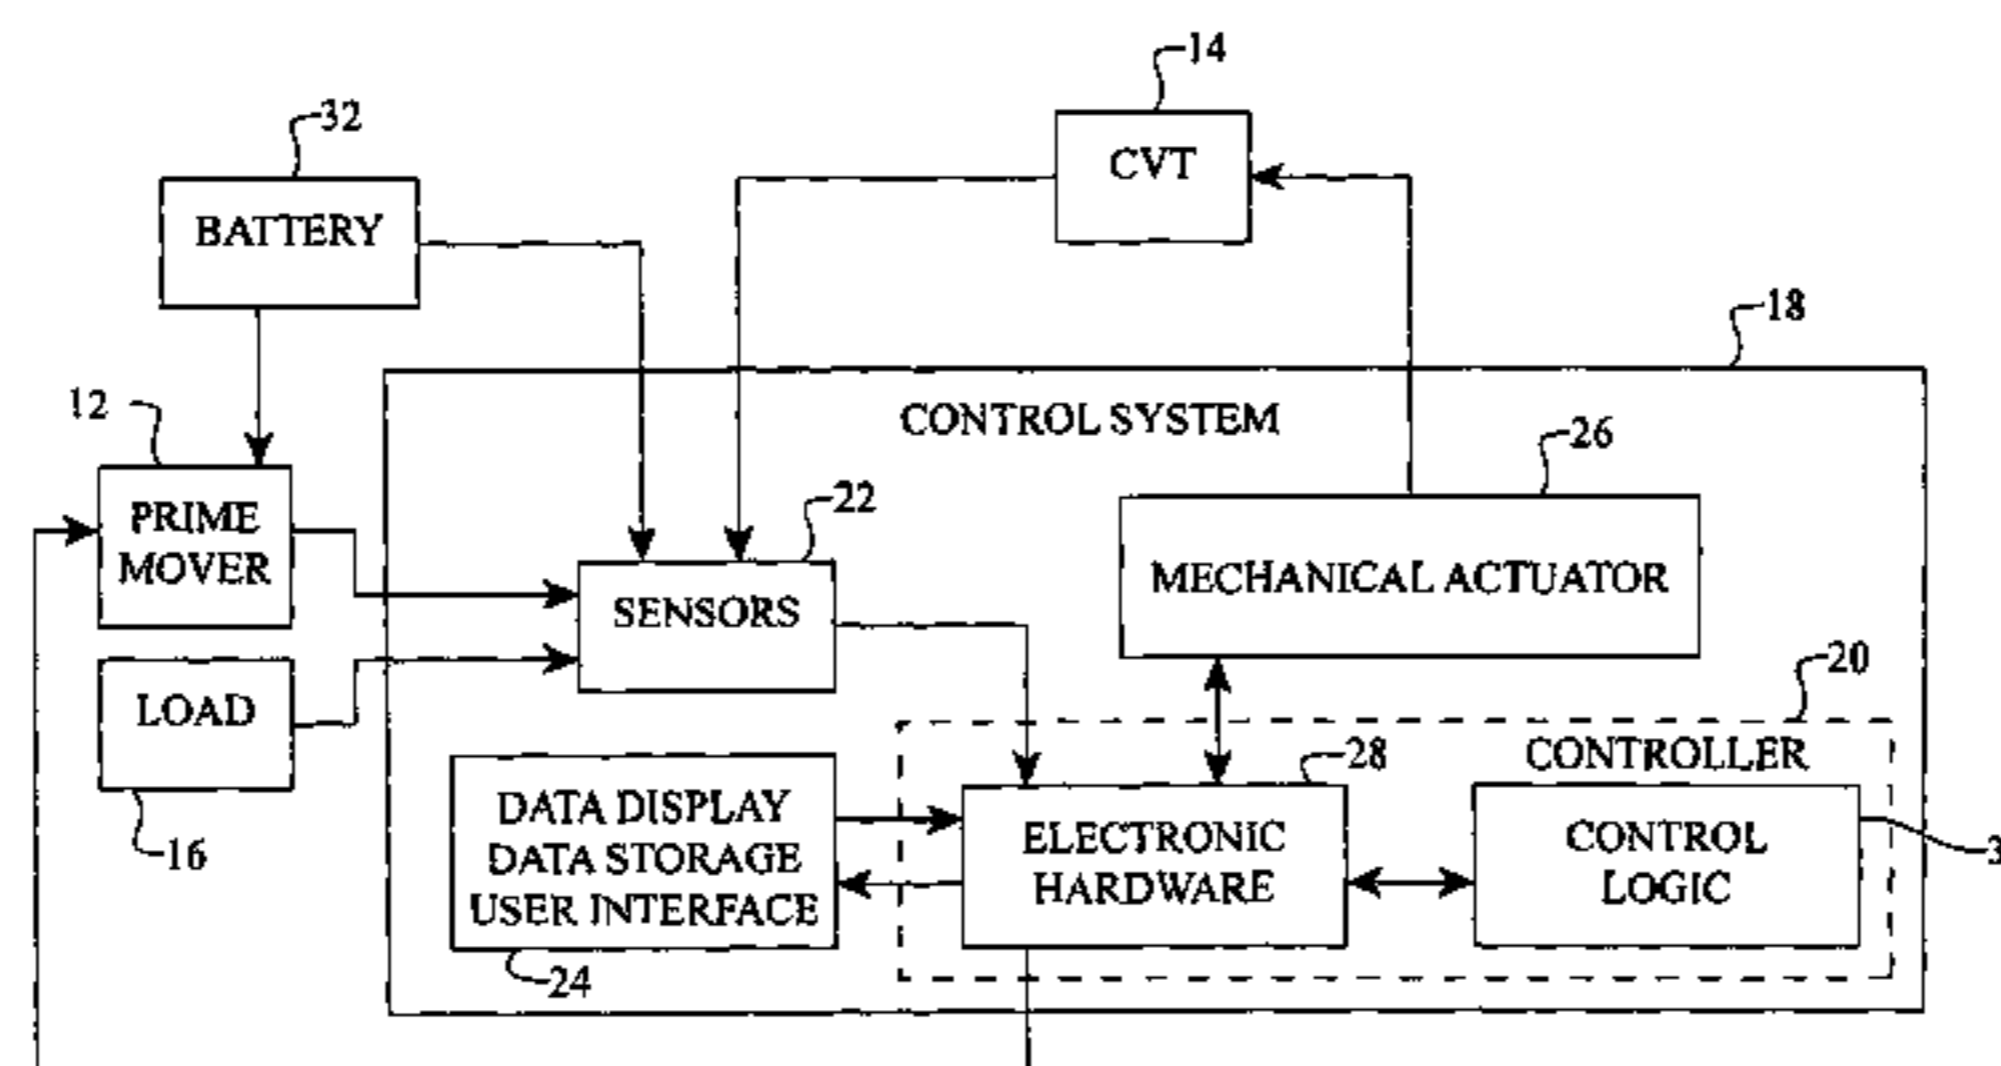 14
32
CVT
BATTERY
18
12
CONTROL SYSTEM
26
PRIME
MOVER
22
MECHANICAL ACTUATOR
SENSORS
20
LOAD
CONTROLLER
28
16
DATA DISPLAY
DATA STORAGE
USER INTERFACE
ELECTRONIC
HARDWARE
CONTROL
LOGIC
3
24